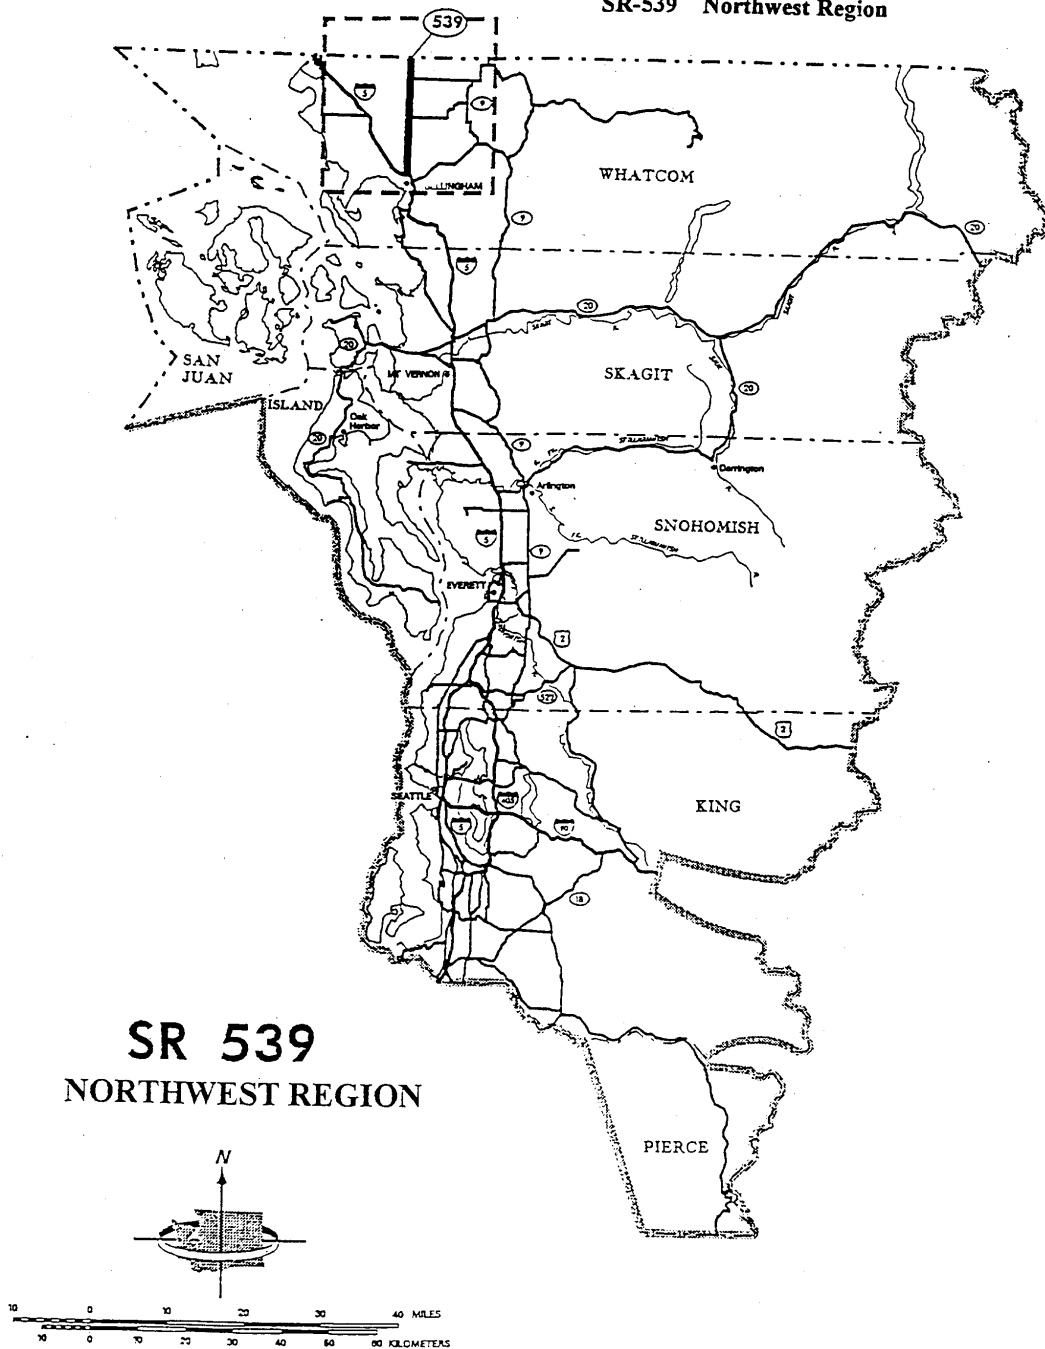 SR-539 Northwest Region
539
5
9
WHATCOM
9
20
5
20
SKAGIT
20
SAN
JUAN
MT VERNON
SKAGIT
20
ISLAND
Oak
Harbor
20
9
Darrington
Arlington
SNOHOMISH
5
9
EVERETT
2
522
2
SEATTLE
405
KING
5
90
18
SR 539
NORTHWEST REGION
PIERCE
N
10 0 10 20 30 40 MILES
10 0 10 20 30 40 50 60 KILOMETERS